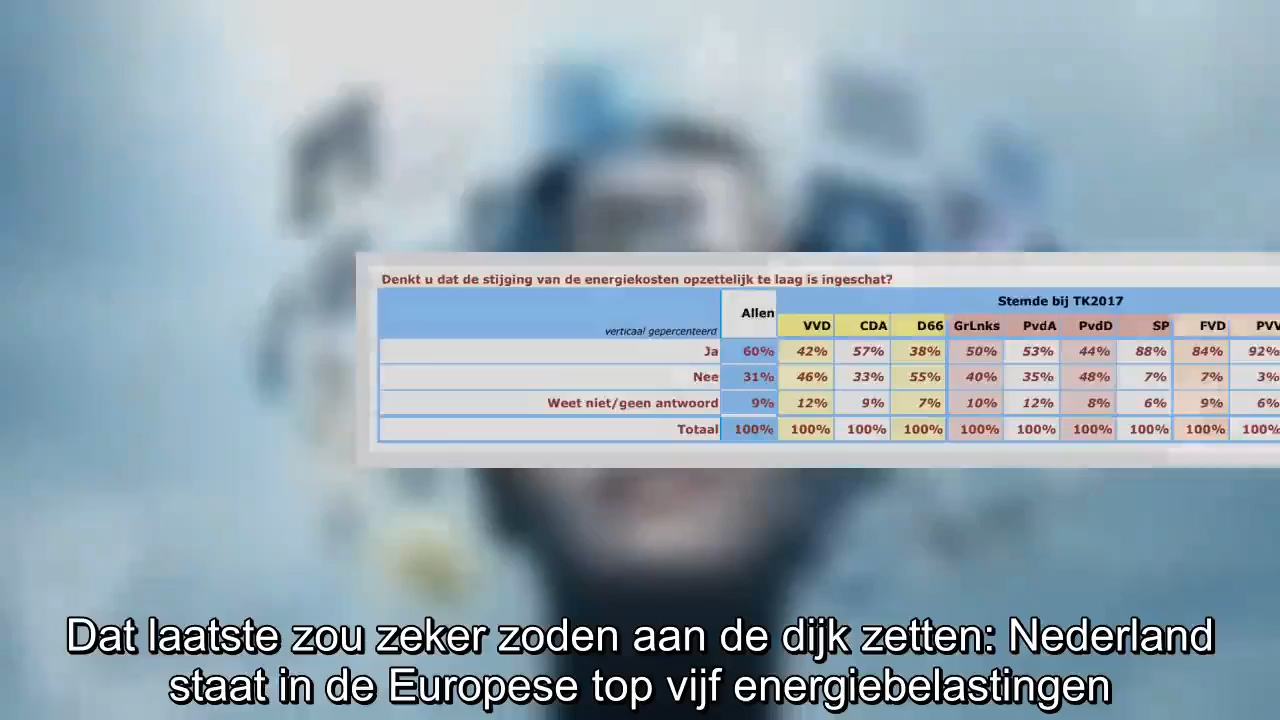 Denkt u dat de stijging van de energiekosten opzettelijk te laag is ingeschat?
Stemde bij TK2017
verticaal gepercenteerd Allen VVD CDA D66 GrLnks PvdA PvdD SP FVD PVV
Ja 60% 42% 57% 38% 50% 53% 44% 88% 84% 92%
Nee 31% 46% 33% 55% 40% 35% 48% 7% 7% 3%
Weet niet/geen antwoord 9% 12% 9% 7% 10% 12% 8% 6% 9% 6%
Totaal 100% 100% 100% 100% 100% 100% 100% 100% 100% 100%
Dat laatste zou zeker zoden aan de dijk zetten: Nederland
staat in de Europese top vijf energiebelastingen